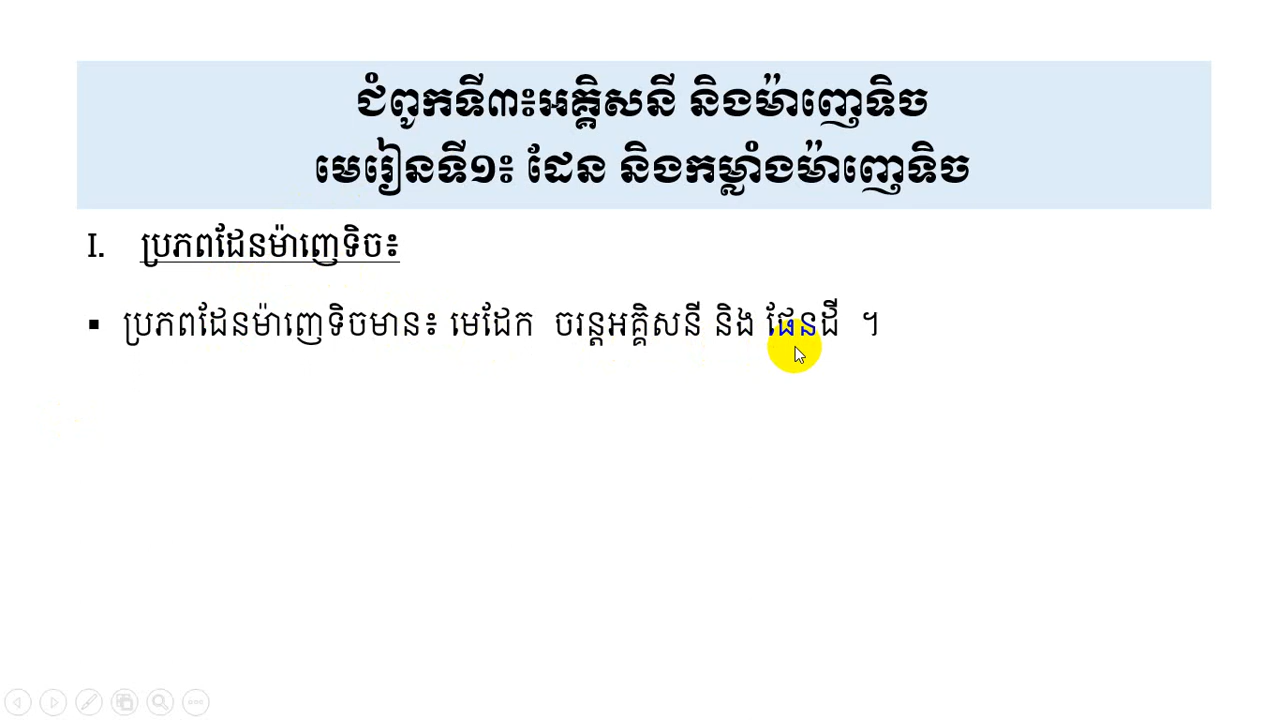 ជំពូកទី៣៖អគ្គិសនី និងម៉ាញេទិច
មេរៀនទី១៖ ដែន និងកម្លាំងម៉ាញេទិច
I. ប្រភពដែនម៉ាញេទិច៖
▪ ប្រភពដែនម៉ាញេទិចមាន៖ មេដែក ចរន្តអគ្គិសនី និង ផែនដី ។